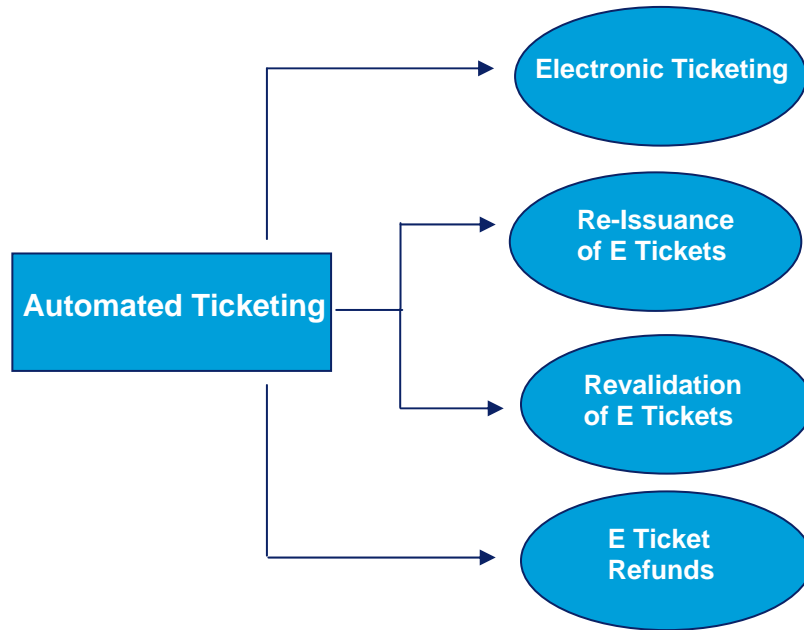 Electronic Ticketing
Re-Issuance
of E Tickets
Automated Ticketing
Revalidation
of E Tickets
E Ticket
Refunds